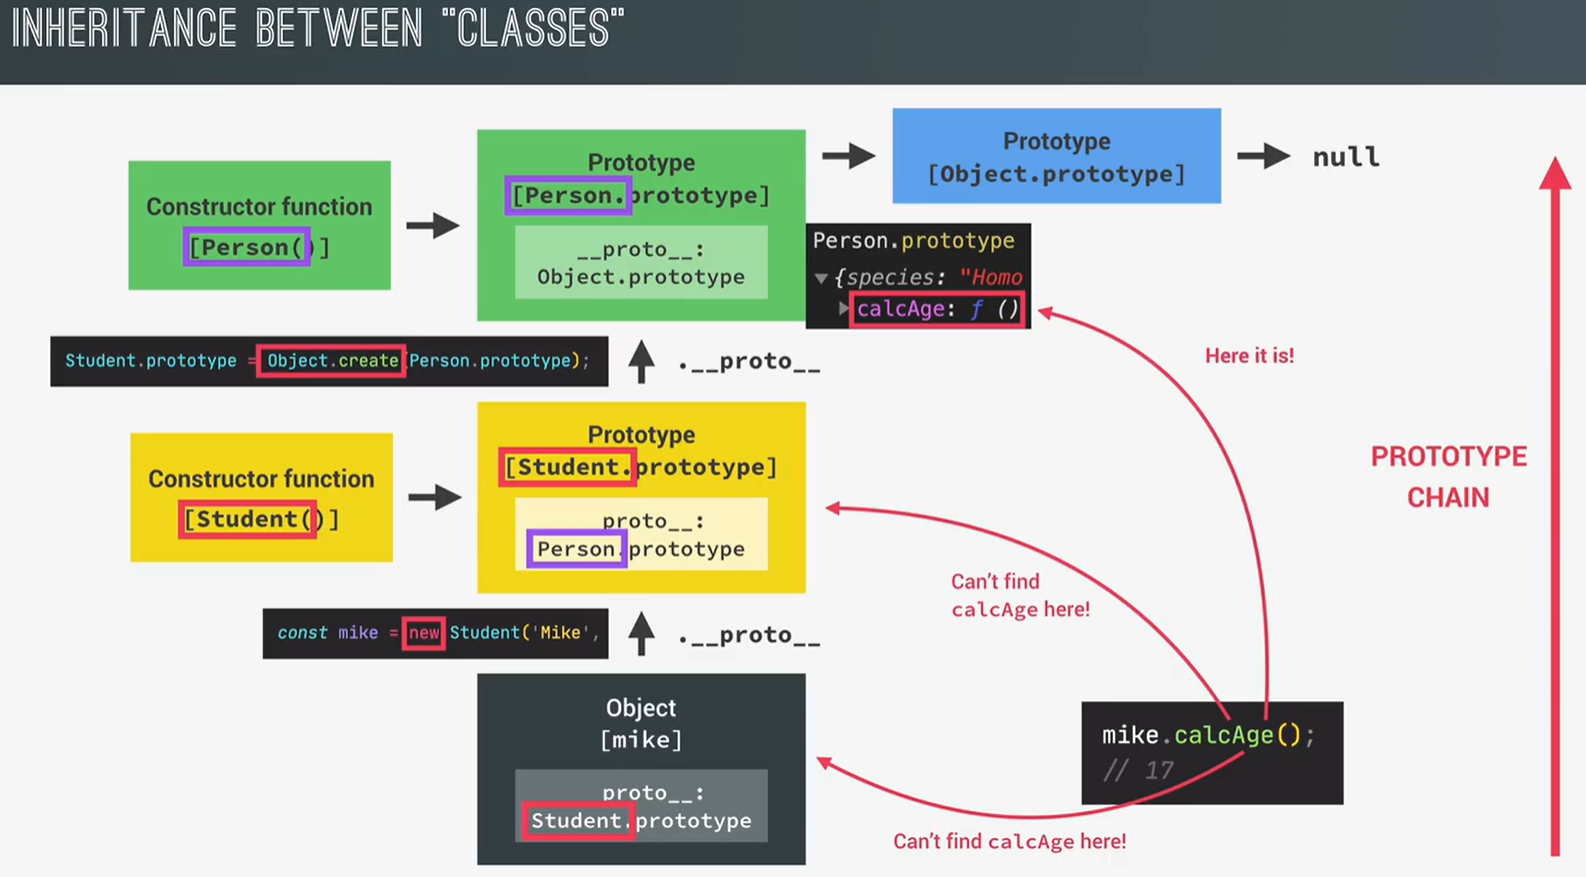 INHERITANCE BETWEEN "CLASSES"
Constructor function
[Person()]
Prototype
[Person.prototype]
__proto__:
Object.prototype
Prototype
[Object.prototype]
null
Person.prototype
{species: "Homo
calcAge: ƒ ()
Here it is!
Student.prototype = Object.create(Person.prototype);
.__proto__
Constructor function
[Student()]
Prototype
[Student.prototype]
proto__:
Person.prototype
PROTOTYPE
CHAIN
Can't find
calcAge here!
const mike = new Student('Mike',
.__proto__
Object
[mike]
proto__:
Student.prototype
mike.calcAge();
// 17
Can't find calcAge here!